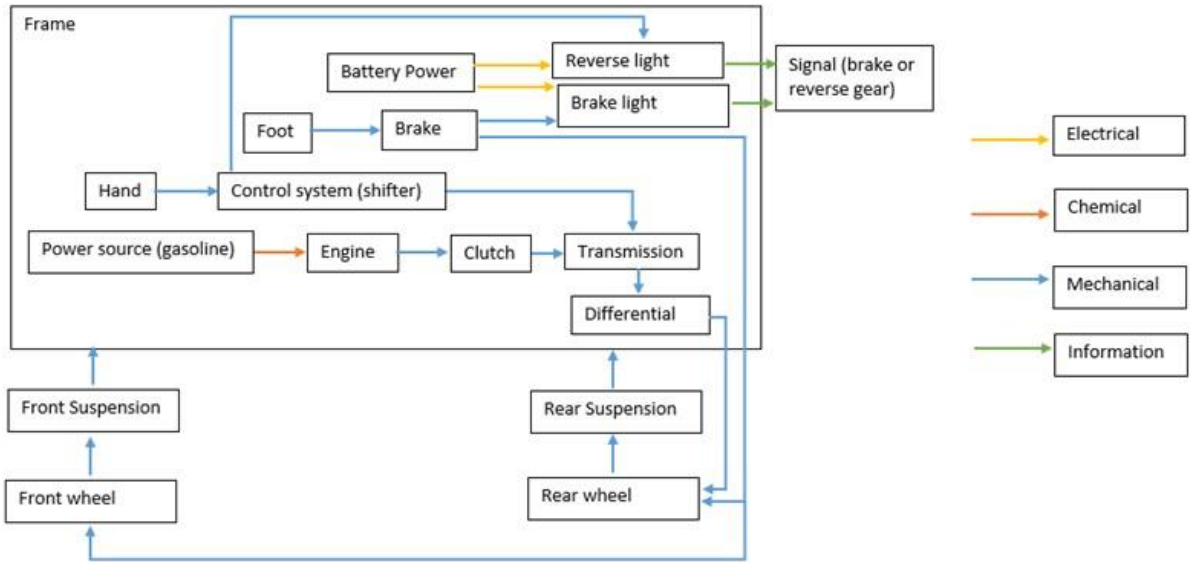 Frame
Reverse light
Battery Power
Signal (brake or
reverse gear)
Brake light
Foot
Brake
Electrical
Hand
Control system (shifter)
Chemical
Power source (gasoline)
Engine
Clutch
Transmission
Mechanical
Differential
Information
Front Suspension
Rear Suspension
Front wheel
Rear wheel